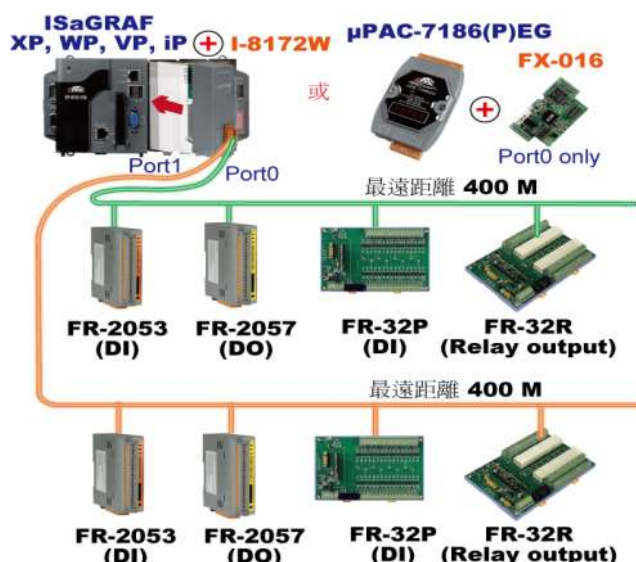 ISaGRAF
XP, WP, VP, iP + I-8172W
μPAC-7186(P)EG
FX-016
或
+
Port0 only
Port1
Port0
最遠距離 400 M
FR-2053
(DI)
FR-2057
(DO)
FR-32P
(DI)
FR-32R
(Relay output)
最遠距離 400 M
FR-2053
(DI)
FR-2057
(DO)
FR-32P
(DI)
FR-32R
(Relay output)